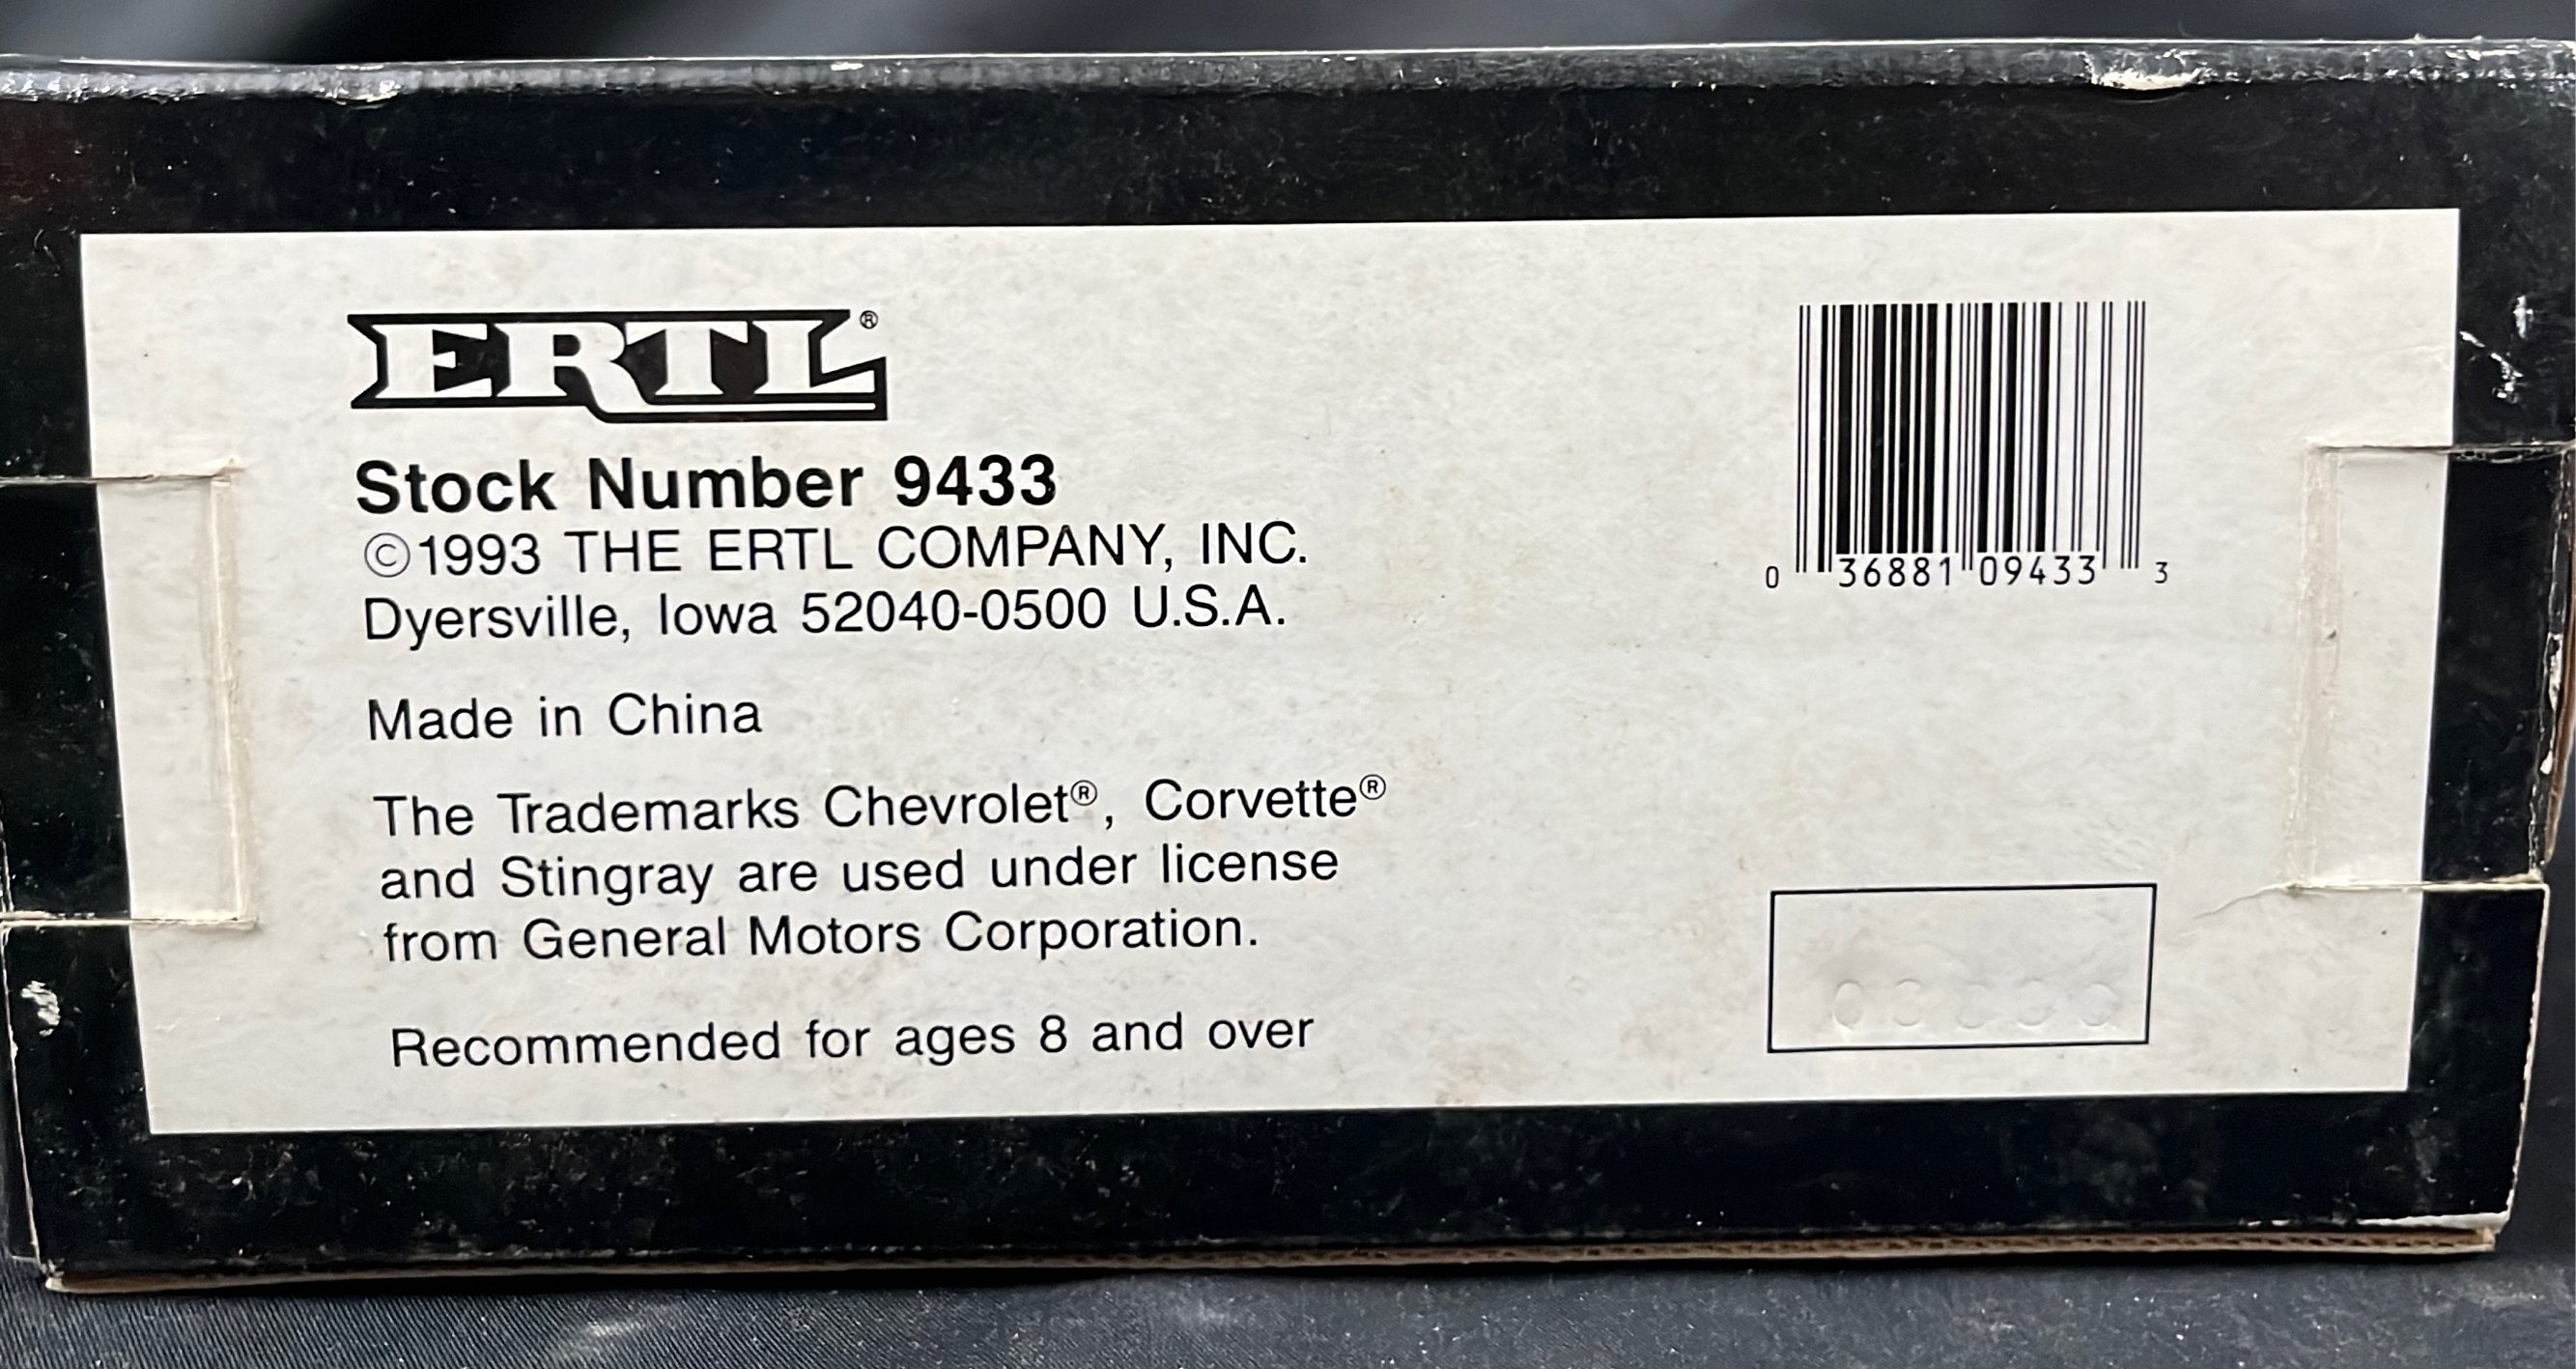 ERTL®
Stock Number 9433
©1993 THE ERTL COMPANY, INC.
Dyersville, Iowa 52040-0500 U.S.A.
Made in China
The Trademarks Chevrolet®, Corvette®
and Stingray are used under license
from General Motors Corporation.
Recommended for ages 8 and over
0 36881 09433 3